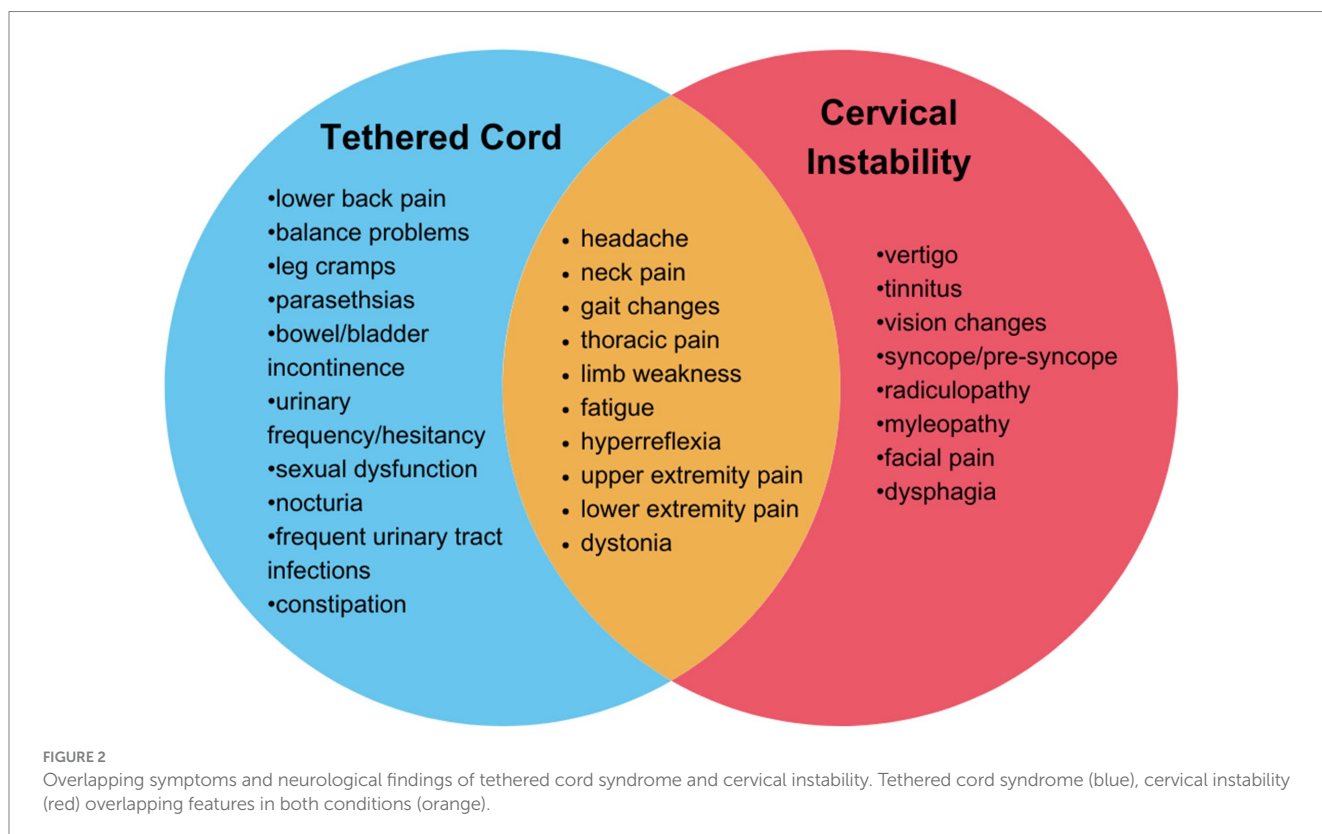 Tethered Cord
•lower back pain
•balance problems
•leg cramps
•parasethsias
•bowel/bladder
incontinence
•urinary
frequency/hesitancy
•sexual dysfunction
•nocturia
•frequent urinary tract
infections
•constipation
• headache
• neck pain
• gait changes
• thoracic pain
• limb weakness
• fatigue
• hyperreflexia
• upper extremity pain
• lower extremity pain
• dystonia
Cervical
Instability
•vertigo
•tinnitus
•vision changes
•syncope/pre-syncope
•radiculopathy
•myleopathy
•facial pain
•dysphagia
FIGURE 2
Overlapping symptoms and neurological findings of tethered cord syndrome and cervical instability. Tethered cord syndrome (blue), cervical instability
(red) overlapping features in both conditions (orange).